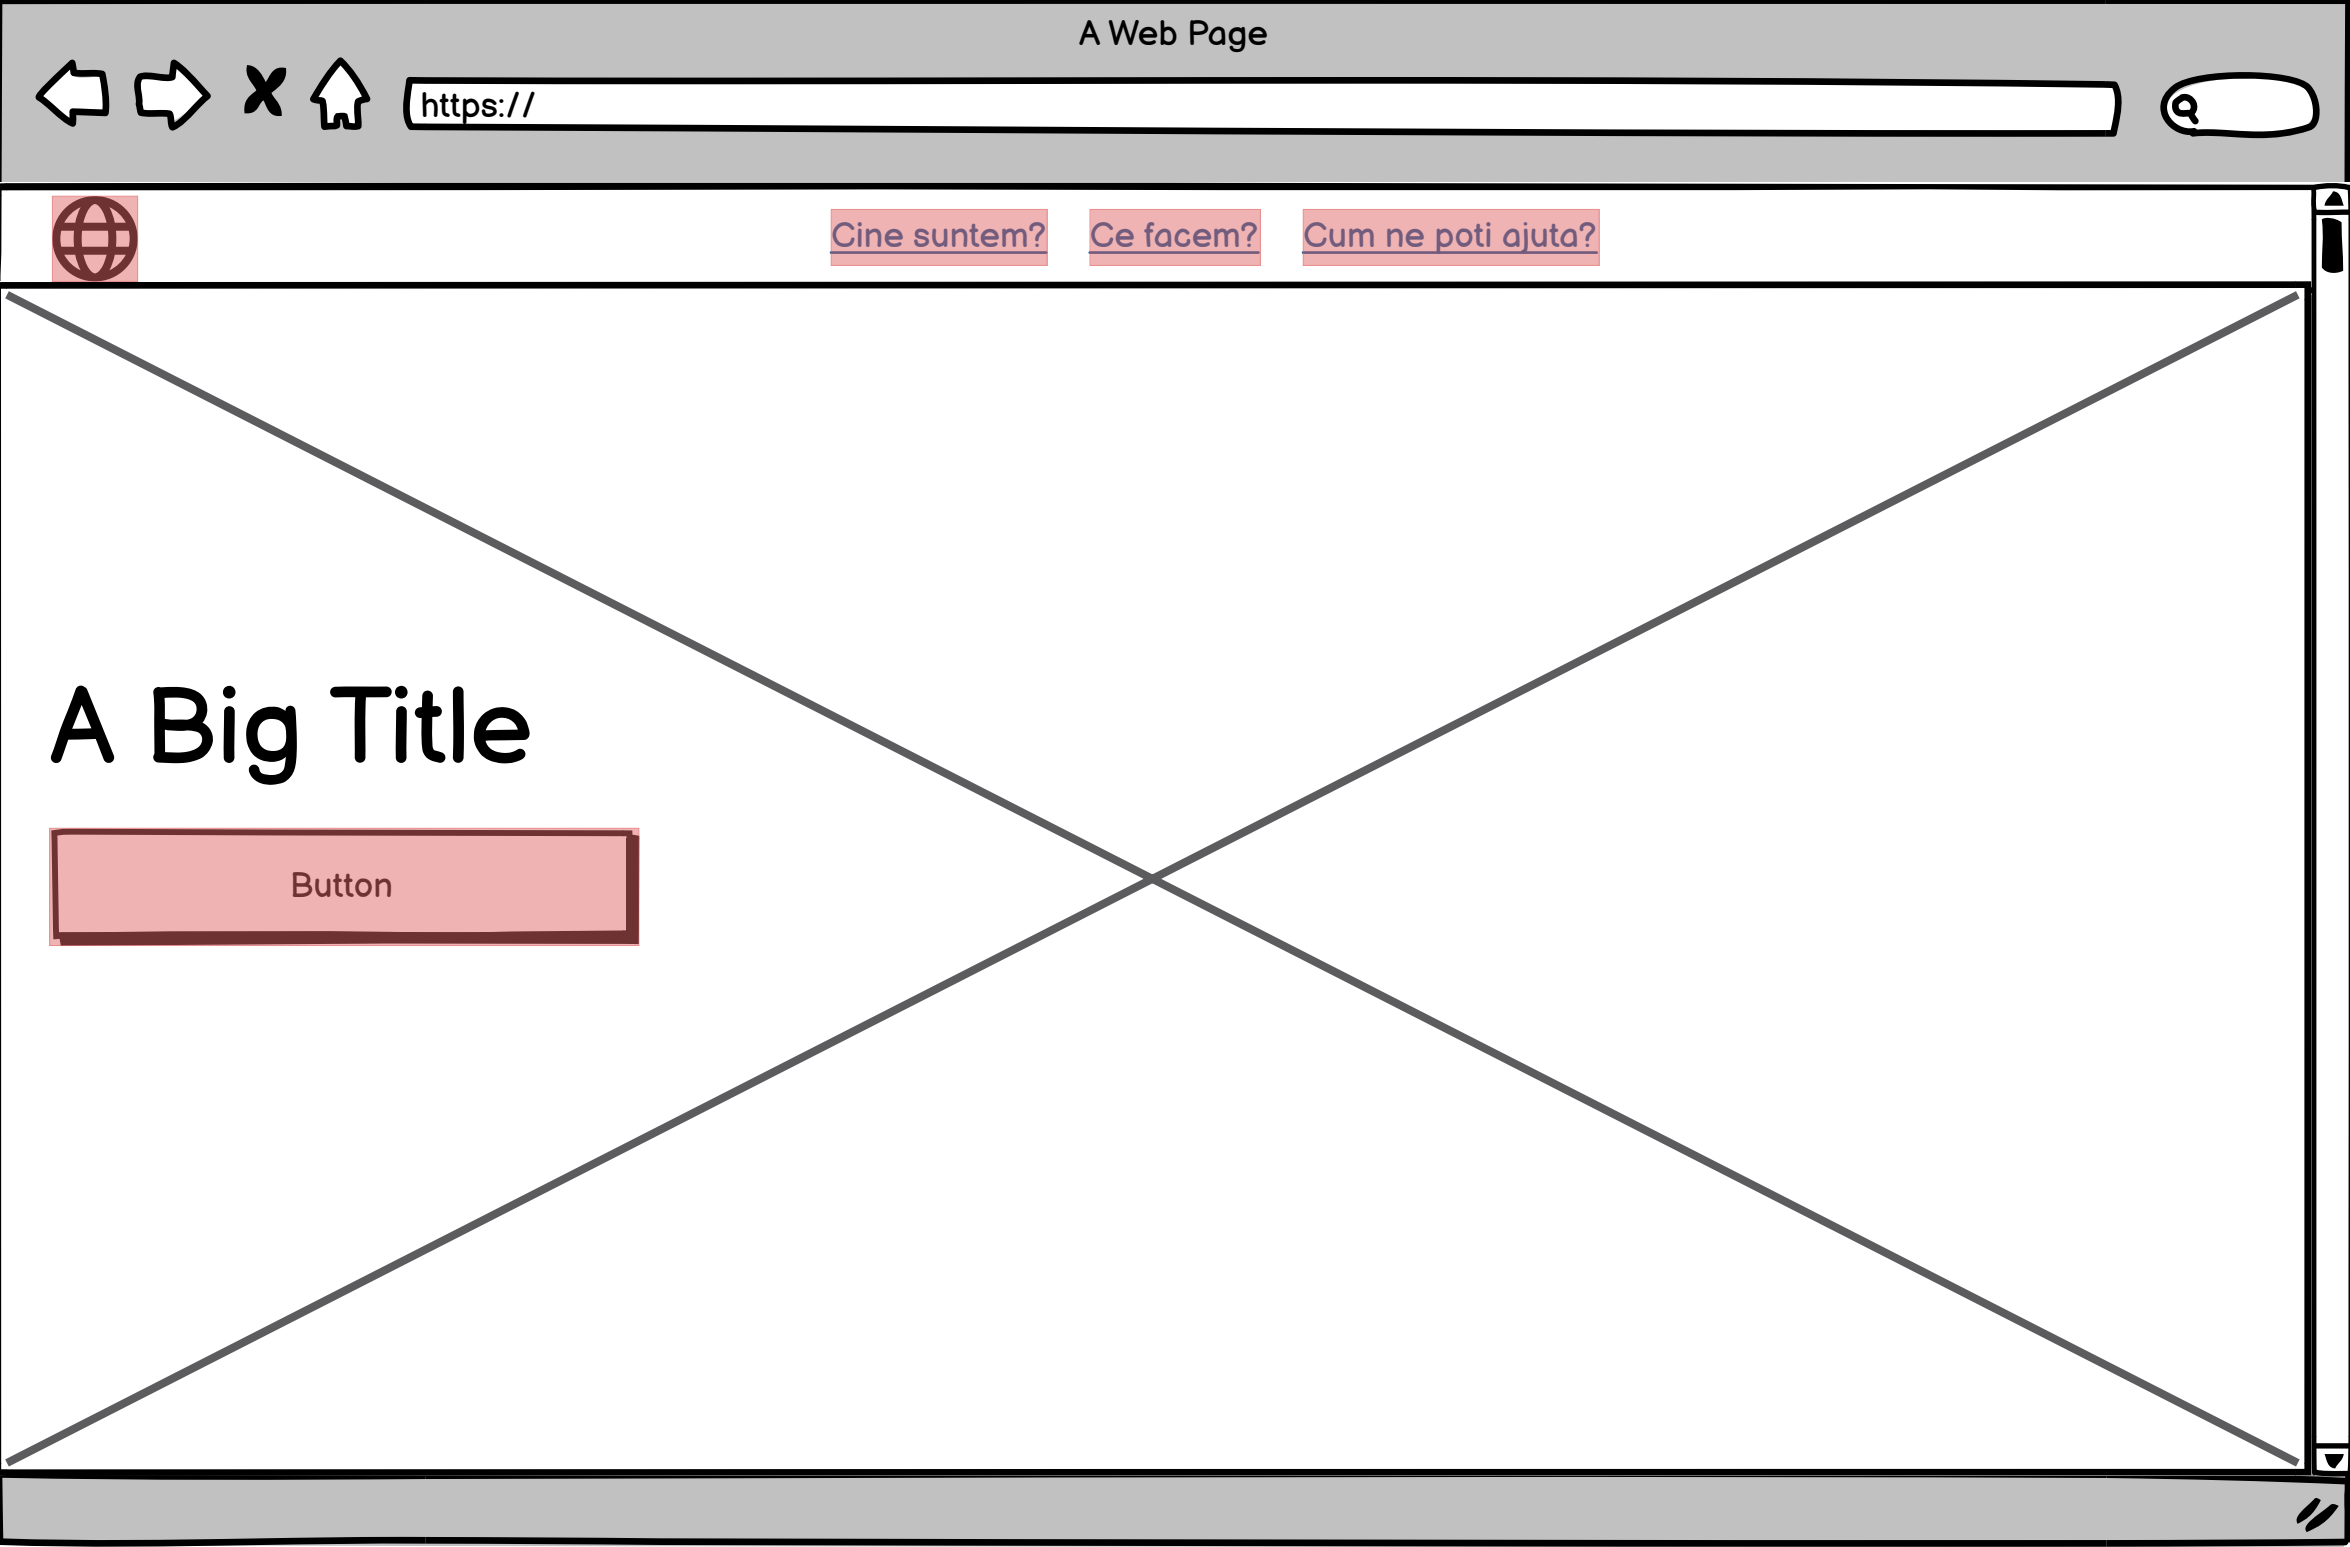 A Web Page
https://
Cine suntem? Ce facem? Cum ne poti ajuta?
A Big Title
Button